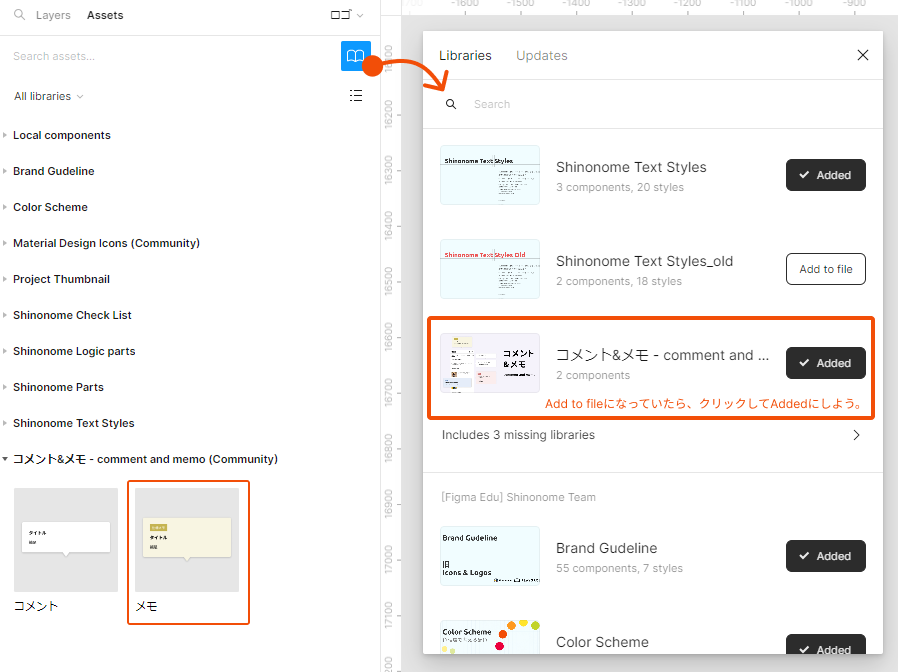 Layers
Assets
ロゴ
Search assets...
All libraries
Local components
Brand Gudeline
Color Scheme
Material Design Icons (Community)
Project Thumbnail
Shinonome Check List
Shinonome Logic parts
Shinonome Parts
Shinonome Text Styles
コメント&メモ - comment and memo (Community)
タイトル
タイトル
コメント
メモ
-1600
-1500
-1400
-1300
-1200
-1100
-1000
-900
16200
16300
16400
16500
16600
16700
16800
16900
17000
17100
Libraries
Updates
Search
Shinonome Text Styles
Shinonome Text Styles
3 components, 20 styles
Added
Shinonome Text Styles Old
Shinonome Text Styles_old
2 components, 18 styles
Add to file
コメント
&メモ
コメント&メモ - comment and ...
2 components
Added
Add to fileになっていたら、クリックしてAddedにしよう。
Includes 3 missing libraries
[Figma Edu] Shinonome Team
Brand Gudeline
旧
Icons & Logos
Brand Gudeline
55 components, 7 styles
Added
Color Scheme
Color Scheme
Added